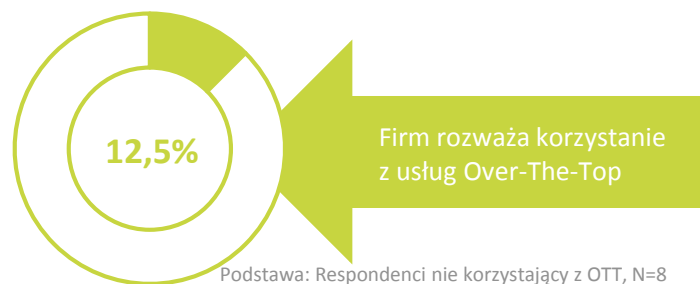 12,5%
Firm rozważa korzystanie
z usług Over-The-Top
Podstawa: Respondenci nie korzystający z OTT, N=8